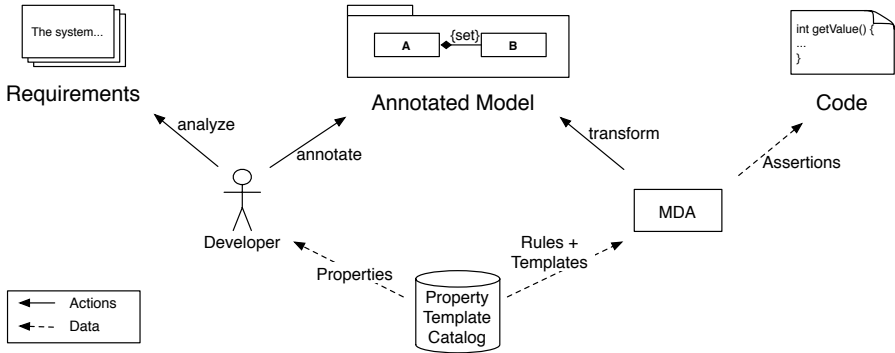 The system...
Requirements
{set}
A
B
Annotated Model
int getValue() {
...
}
Code
analyze
annotate
transform
Assertions
Developer
MDA
Properties
Rules +
Templates
Property
Template
Catalog
Actions
Data